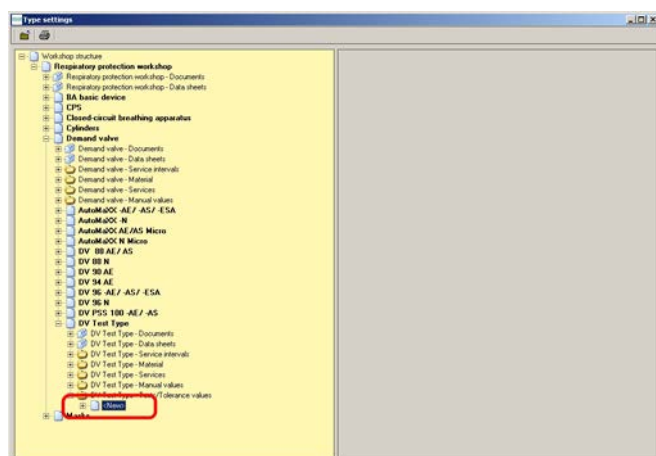 Type settings
Workshop structure
Respiratory protection workshop
Respiratory protection workshop - Documents
Respiratory protection workshop - Data sheets
BA basic device
CPS
Closed-circuit breathing apparatus
Cylinders
Demand valve
Demand valve - Documents
Demand valve - Data sheets
Demand valve - Service intervals
Demand valve - Material
Demand valve - Services
Demand valve - Manual values
AutoMaXX -AE/ -AS/ -ESA
AutoMaXX -N
AutoMaXX AE/AS Micro
AutoMaXX N Micro
DV 88 AE/ AS
DV 88 N
DV 90 AE
DV 94 AE
DV 96 -AE/ -AS/ -ESA
DV 96 N
DV PSS 100 -AE/ -AS
DV Test Type
DV Test Type - Documents
DV Test Type - Data sheets
DV Test Type - Service intervals
DV Test Type - Material
DV Test Type - Services
DV Test Type - Manual values
DV Test Type - Tests/Tolerance values
<New>
Masks